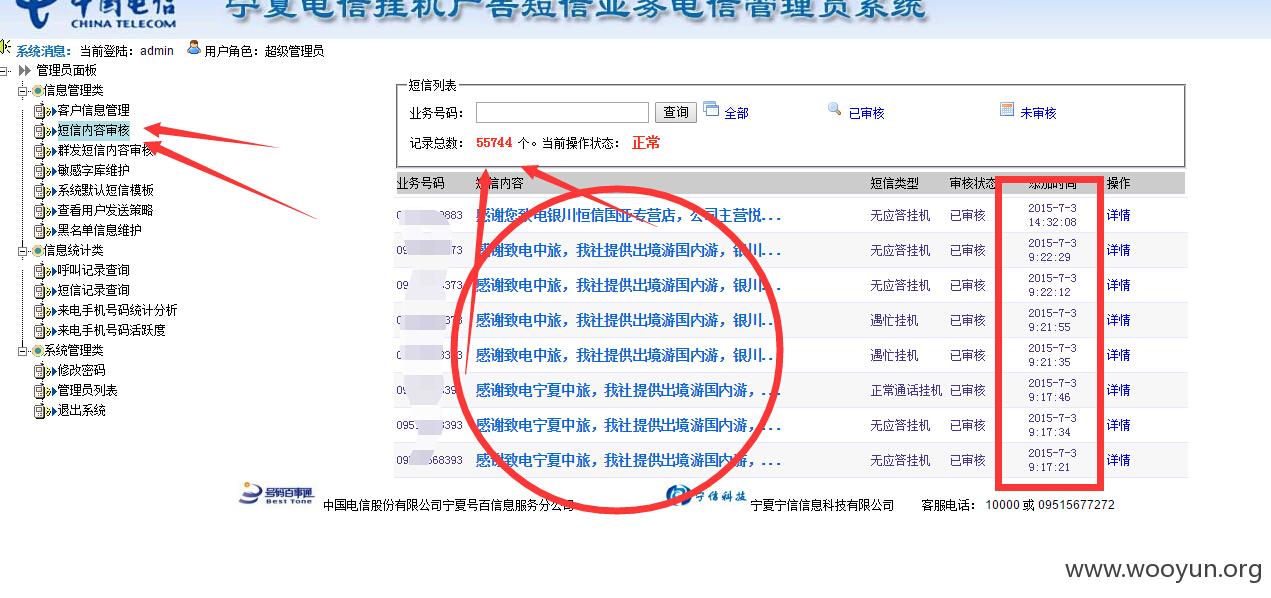 中国电信
CHINA TELECOM
宁夏电信挂机广告短信业务电信管理员系统
系统消息：当前登陆：admin 用户角色：超级管理员
管理员面板
信息管理类
客户信息管理
短信内容审核
群发短信内容审核
敏感字库维护
系统默认短信模板
查看用户发送策略
黑名单信息维护
信息统计类
呼叫记录查询
短信记录查询
来电手机号码统计分析
来电手机号码活跃度
系统管理类
修改密码
管理员列表
退出系统
短信列表
业务号码： 查询 全部 已审核 未审核
记录总数： 55744 个。当前操作状态： 正常
业务号码 短信内容 短信类型 审核状态 添加时间 操作
感谢您致电银川恒信国亚专营店，公司主营悦... 无应答挂机 已审核 2015-7-3 14:32:08 详情
感谢致电中旅，我社提供出境游国内游，银川... 无应答挂机 已审核 2015-7-3 9:22:29 详情
感谢致电中旅，我社提供出境游国内游，银川... 无应答挂机 已审核 2015-7-3 9:22:12 详情
感谢致电中旅，我社提供出境游国内游，银川... 遇忙挂机 已审核 2015-7-3 9:21:55 详情
感谢致电中旅，我社提供出境游国内游，银川... 遇忙挂机 已审核 2015-7-3 9:21:35 详情
感谢致电宁夏中旅，我社提供出境游国内游，... 正常通话挂机 已审核 2015-7-3 9:17:46 详情
感谢致电宁夏中旅，我社提供出境游国内游，... 无应答挂机 已审核 2015-7-3 9:17:34 详情
感谢致电宁夏中旅，我社提供出境游国内游，... 无应答挂机 已审核 2015-7-3 9:17:21 详情
号码百事通
Best Tone
中国电信股份有限公司宁夏号百信息服务分公司
宁信科技
宁夏宁信信息科技有限公司 客服电话： 10000 或 09515677272
www.wooyun.org